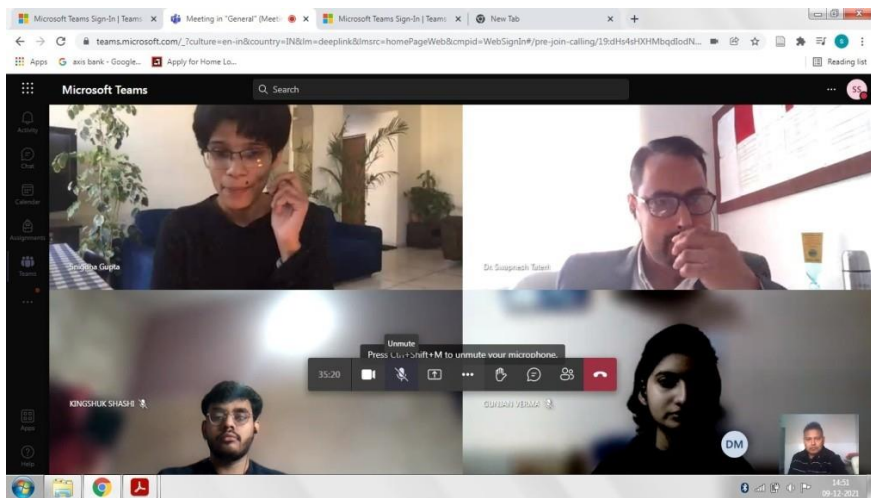 Microsoft Teams Sign-In | Teams
Meeting in "General" (Meeti
Microsoft Teams Sign-In | Teams
New Tab
teams.microsoft.com/_?culture=en-in&country=IN&lm=deeplink&lmsrc=homePageWeb&cmpid=WebSignIn#/pre-join-calling/19:dHs4sHXHMbqdIodN...
Apps
axis bank - Google...
Apply for Home Lo...
Reading list
Microsoft Teams
Search
SS
Activity
Chat
Calendar
Assignments
Teams
Apps
Help
Gupta
Dr. Swapnesh
Unmute
Press Ctrl+Shift+M to unmute your microphone.
35:20
KINGSHUK SHASHI
GUNJAN VERMA
DM
14:51
09-12-2021